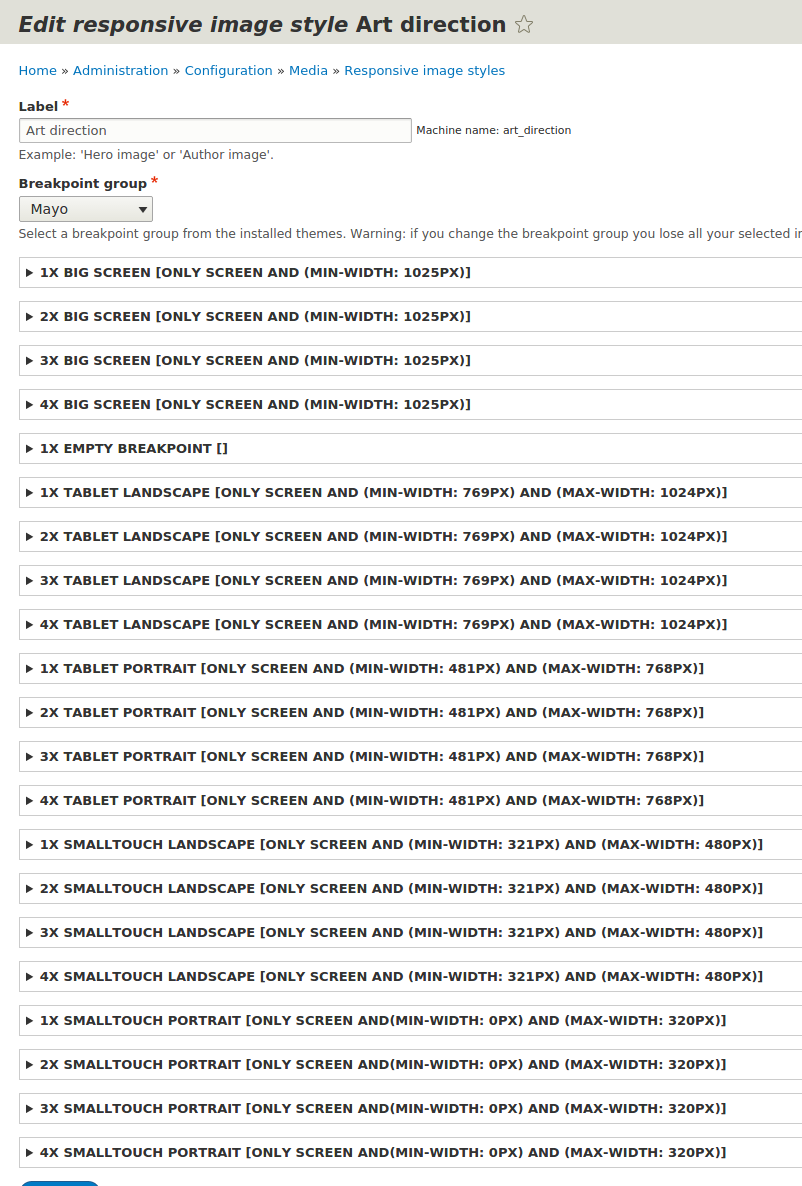 Edit responsive image style Art direction
Home » Administration » Configuration » Media » Responsive image styles
Label *
Art direction Machine name: art_direction
Example: 'Hero image' or 'Author image'.
Breakpoint group *
Mayo
Select a breakpoint group from the installed themes. Warning: if you change the breakpoint group you lose all your selected
1X BIG SCREEN [ONLY SCREEN AND (MIN-WIDTH: 1025PX)]
2X BIG SCREEN [ONLY SCREEN AND (MIN-WIDTH: 1025PX)]
3X BIG SCREEN [ONLY SCREEN AND (MIN-WIDTH: 1025PX)]
4X BIG SCREEN [ONLY SCREEN AND (MIN-WIDTH: 1025PX)]
1X EMPTY BREAKPOINT []
1X TABLET LANDSCAPE [ONLY SCREEN AND (MIN-WIDTH: 769PX) AND (MAX-WIDTH: 1024PX)]
2X TABLET LANDSCAPE [ONLY SCREEN AND (MIN-WIDTH: 769PX) AND (MAX-WIDTH: 1024PX)]
3X TABLET LANDSCAPE [ONLY SCREEN AND (MIN-WIDTH: 769PX) AND (MAX-WIDTH: 1024PX)]
4X TABLET LANDSCAPE [ONLY SCREEN AND (MIN-WIDTH: 769PX) AND (MAX-WIDTH: 1024PX)]
1X TABLET PORTRAIT [ONLY SCREEN AND (MIN-WIDTH: 481PX) AND (MAX-WIDTH: 768PX)]
2X TABLET PORTRAIT [ONLY SCREEN AND (MIN-WIDTH: 481PX) AND (MAX-WIDTH: 768PX)]
3X TABLET PORTRAIT [ONLY SCREEN AND (MIN-WIDTH: 481PX) AND (MAX-WIDTH: 768PX)]
4X TABLET PORTRAIT [ONLY SCREEN AND (MIN-WIDTH: 481PX) AND (MAX-WIDTH: 768PX)]
1X SMALLTOUCH LANDSCAPE [ONLY SCREEN AND (MIN-WIDTH: 321PX) AND (MAX-WIDTH: 480PX)]
2X SMALLTOUCH LANDSCAPE [ONLY SCREEN AND (MIN-WIDTH: 321PX) AND (MAX-WIDTH: 480PX)]
3X SMALLTOUCH LANDSCAPE [ONLY SCREEN AND (MIN-WIDTH: 321PX) AND (MAX-WIDTH: 480PX)]
4X SMALLTOUCH LANDSCAPE [ONLY SCREEN AND (MIN-WIDTH: 321PX) AND (MAX-WIDTH: 480PX)]
1X SMALLTOUCH PORTRAIT [ONLY SCREEN AND(MIN-WIDTH: 0PX) AND (MAX-WIDTH: 320PX)]
2X SMALLTOUCH PORTRAIT [ONLY SCREEN AND(MIN-WIDTH: 0PX) AND (MAX-WIDTH: 320PX)]
3X SMALLTOUCH PORTRAIT [ONLY SCREEN AND(MIN-WIDTH: 0PX) AND (MAX-WIDTH: 320PX)]
4X SMALLTOUCH PORTRAIT [ONLY SCREEN AND(MIN-WIDTH: 0PX) AND (MAX-WIDTH: 320PX)]